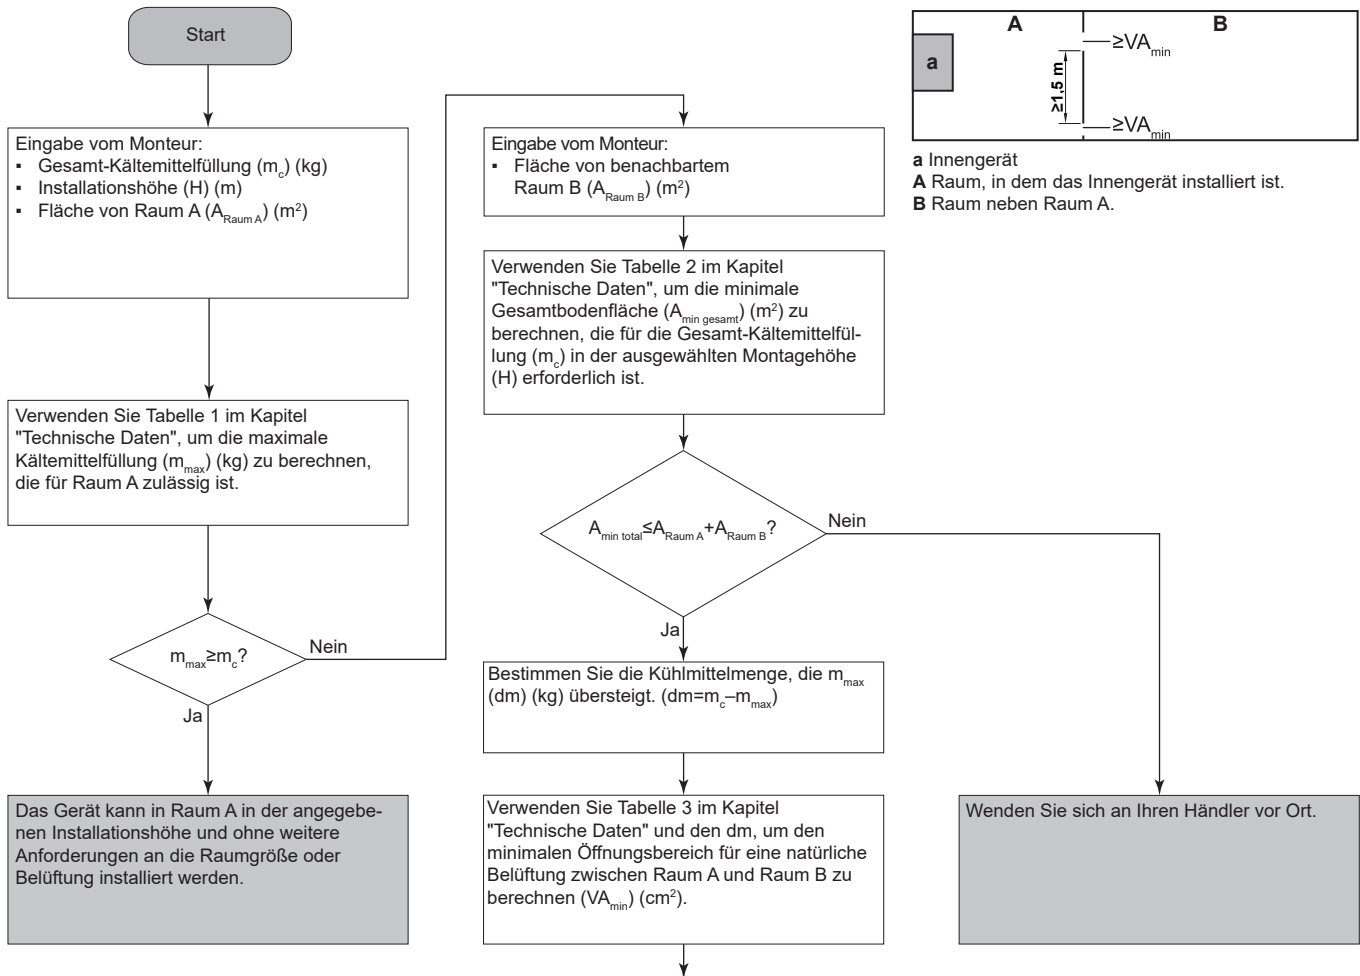 Start
Eingabe vom Monteur:
▪ Gesamt-Kältemittelfüllung (mc) (kg)
▪ Installationshöhe (H) (m)
▪ Fläche von Raum A (ARaum A) (m²)
Verwenden Sie Tabelle 1 im Kapitel
"Technische Daten", um die maximale
Kältemittelfüllung (mmax) (kg) zu berechnen,
die für Raum A zulässig ist.
mmax≥mc?
Nein
Ja
Das Gerät kann in Raum A in der angegebe-
nen Installationshöhe und ohne weitere
Anforderungen an die Raumgröße oder
Belüftung installiert werden.
Eingabe vom Monteur:
▪ Fläche von benachbartem
Raum B (ARaum B) (m²)
Verwenden Sie Tabelle 2 im Kapitel
"Technische Daten", um die minimale
Gesamtbodenfläche (Amin gesamt) (m²) zu
berechnen, die für die Gesamt-Kältemittelfül-
lung (mc) in der ausgewählten Montagehöhe
(H) erforderlich ist.
Amin total≤ARaum A+ARaum B?
Nein
Ja
Bestimmen Sie die Kühlmittelmenge, die mmax
(dm) (kg) übersteigt. (dm=mc–mmax)
Verwenden Sie Tabelle 3 im Kapitel
"Technische Daten" und den dm, um den
minimalen Öffnungsbereich für eine natürliche
Belüftung zwischen Raum A und Raum B zu
berechnen (VAmin) (cm²).
Wenden Sie sich an Ihren Händler vor Ort.
A
B
a
≥VAmin
≥1,5 m
≥VAmin
a Innengerät
A Raum, in dem das Innengerät installiert ist.
B Raum neben Raum A.